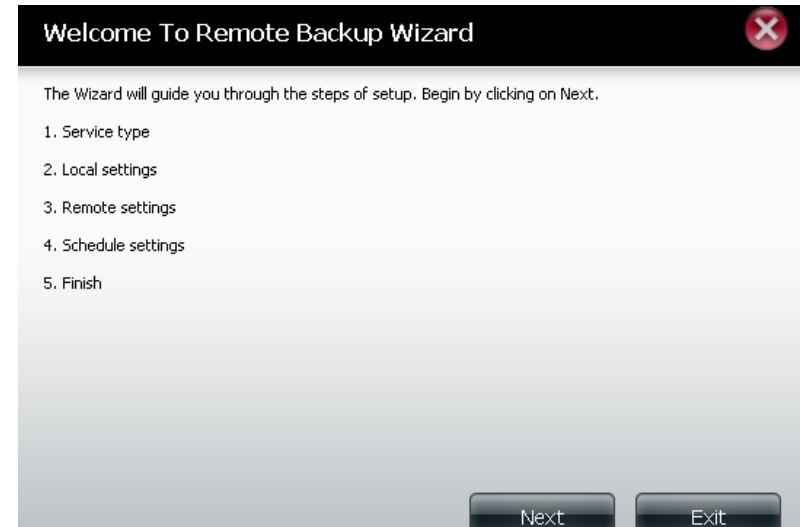 Welcome To Remote Backup Wizard
The Wizard will guide you through the steps of setup. Begin by clicking on Next.
1. Service type
2. Local settings
3. Remote settings
4. Schedule settings
5. Finish
Next Exit